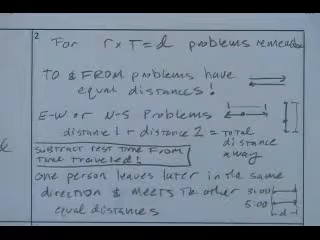 2
For r x T = d problems remember
TO & FROM problems have
equal distances!
E-W or N-S Problems
distance 1 + distance 2 = total
distance
away
SUBTRACT REST TIME FROM
TIME TRAVELED!
one person leaves later in the same
direction & meets the other 3:00
5:00
equal distances d